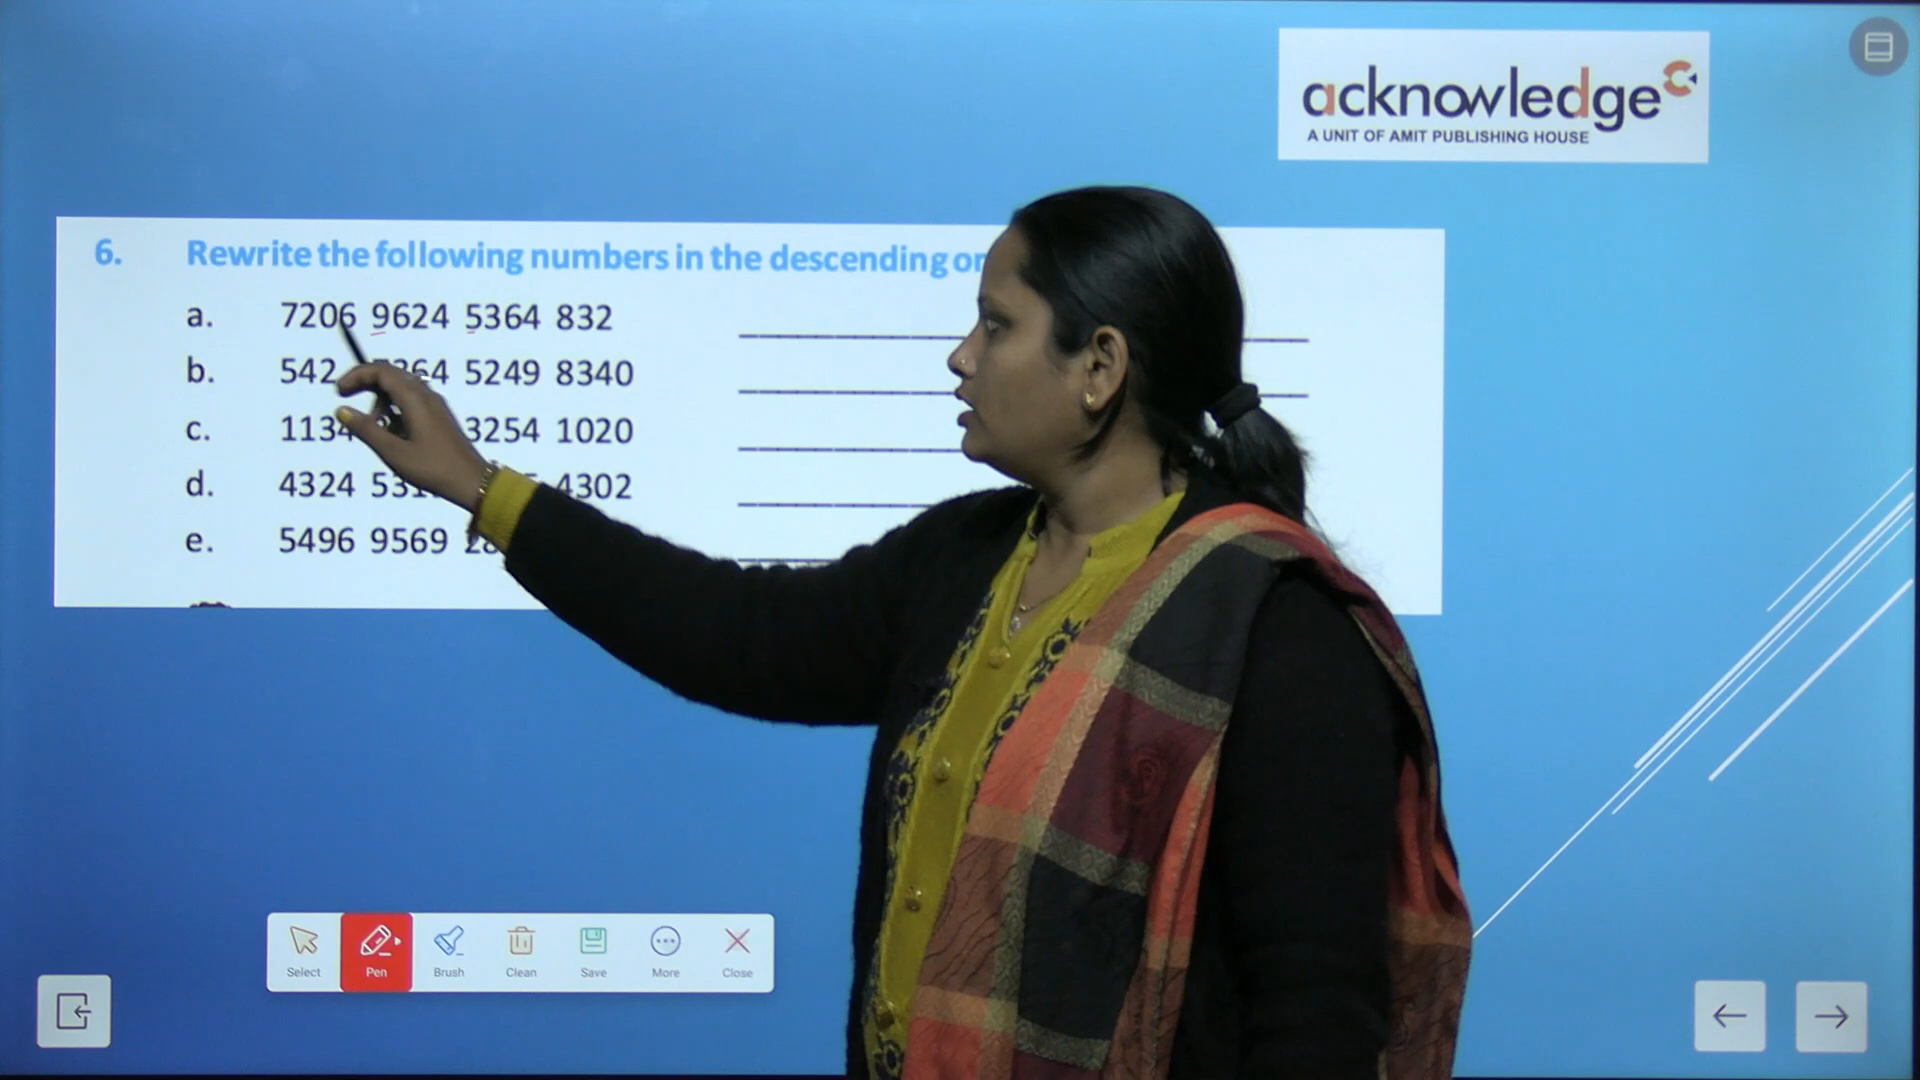 acknowledge
A UNIT OF AMIT PUBLISHING HOUSE
6. Rewrite the following numbers in the descending
a. 7206 9624 5364 832
b. 542 5249 8340
c. 3254 1020
d. 4324 4302
e. 5496 9569
Select Pen Brush Clean Save More Close